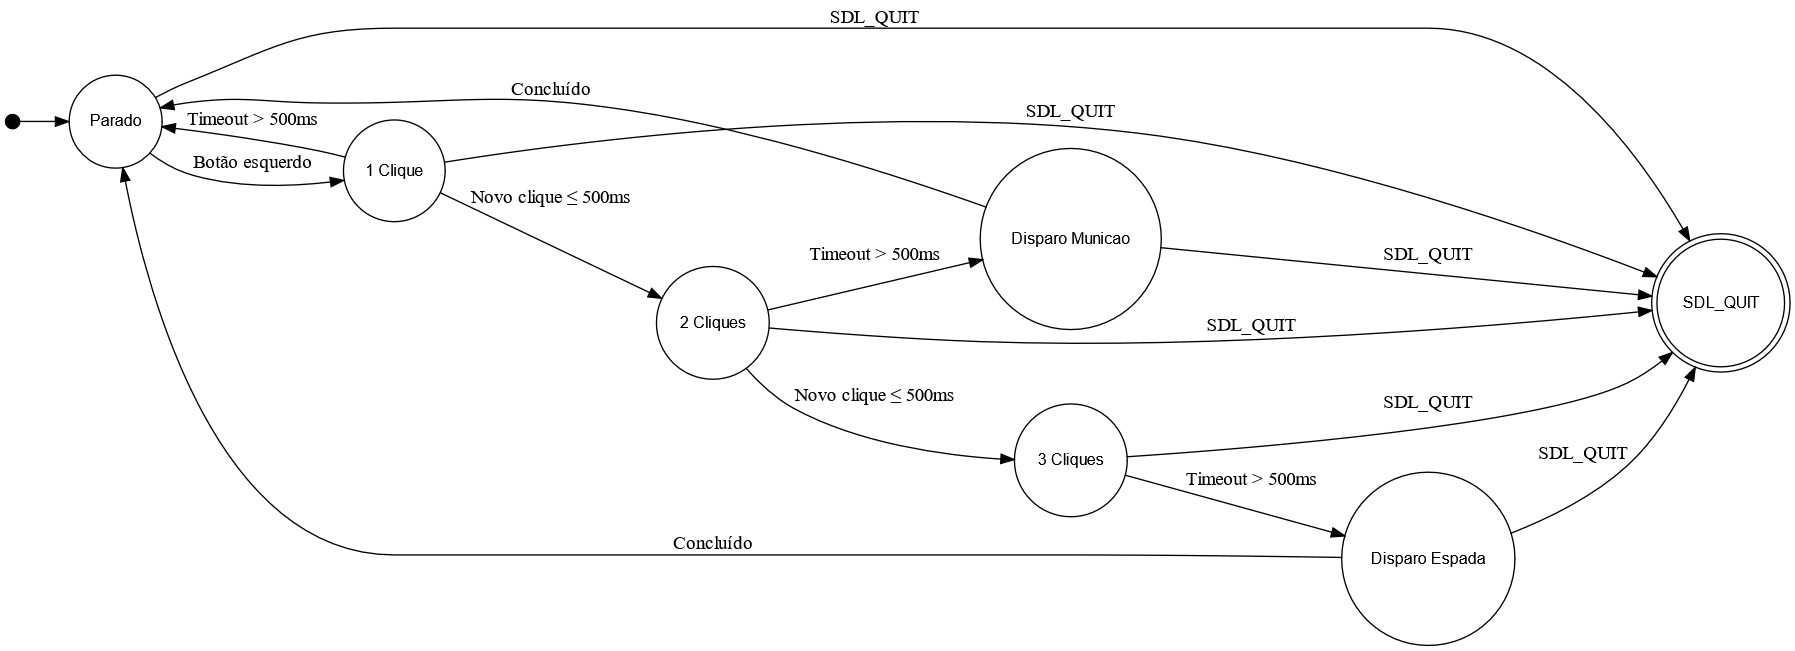 SDL_QUIT
Concluído
SDL_QUIT
Timeout > 500ms
Parado
Botão esquerdo
1 Clique
Novo clique ≤ 500ms
Disparo Municao
Timeout > 500ms
SDL_QUIT
SDL_QUIT
2 Cliques
SDL_QUIT
Novo clique ≤ 500ms
SDL_QUIT
3 Cliques
SDL_QUIT
Timeout > 500ms
Concluído
Disparo Espada